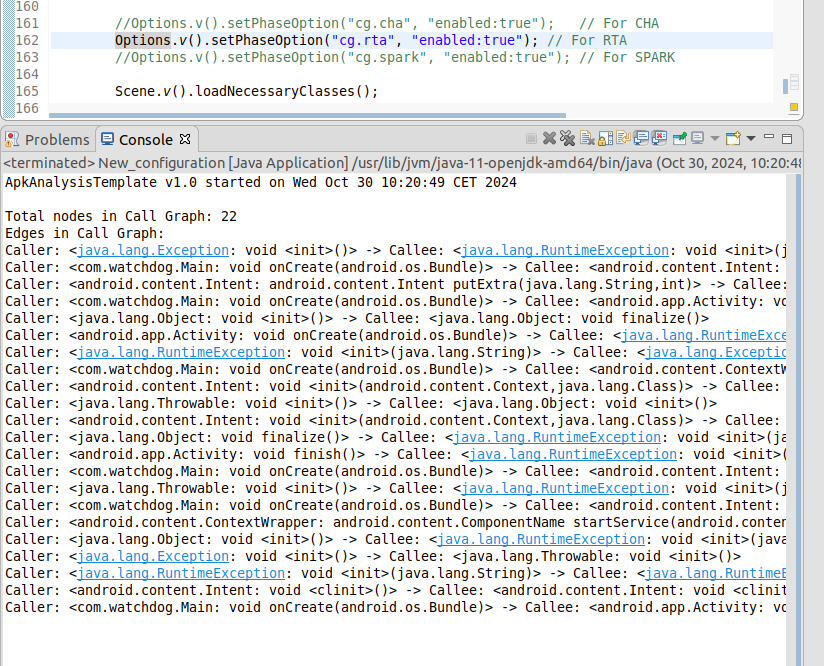 160
161 //Options.v().setPhaseOption("cg.cha", "enabled:true");   // For CHA
162 Options.v().setPhaseOption("cg.rta", "enabled:true"); // For RTA
163 //Options.v().setPhaseOption("cg.spark", "enabled:true"); // For SPARK
164
165 Scene.v().loadNecessaryClasses();
166
Problems Console
<terminated> New_configuration [Java Application] /usr/lib/jvm/java-11-openjdk-amd64/bin/java (Oct 30, 2024, 10:20:48
ApkAnalysisTemplate v1.0 started on Wed Oct 30 10:20:49 CET 2024
Total nodes in Call Graph: 22
Edges in Call Graph:
Caller: <java.lang.Exception: void <init>()> -> Callee: <java.lang.RuntimeException: void <init>(j
Caller: <com.watchdog.Main: void onCreate(android.os.Bundle)> -> Callee: <android.content.Intent:
Caller: <android.content.Intent: android.content.Intent putExtra(java.lang.String,int)> -> Callee:
Caller: <com.watchdog.Main: void onCreate(android.os.Bundle)> -> Callee: <android.app.Activity: vo
Caller: <java.lang.Object: void <init>()> -> Callee: <java.lang.Object: void finalize()>
Caller: <android.app.Activity: void onCreate(android.os.Bundle)> -> Callee: <java.lang.RuntimeExce
Caller: <java.lang.RuntimeException: void <init>(java.lang.String)> -> Callee: <java.lang.Exceptio
Caller: <com.watchdog.Main: void onCreate(android.os.Bundle)> -> Callee: <android.content.ContextW
Caller: <android.content.Intent: void <init>(android.content.Context,java.lang.Class)> -> Callee:
Caller: <java.lang.Throwable: void <init>()> -> Callee: <java.lang.Object: void <init>()>
Caller: <android.content.Intent: void <init>(android.content.Context,java.lang.Class)> -> Callee:
Caller: <java.lang.Object: void finalize()> -> Callee: <java.lang.RuntimeException: void <init>(ja
Caller: <android.app.Activity: void finish()> -> Callee: <java.lang.RuntimeException: void <init>(
Caller: <com.watchdog.Main: void onCreate(android.os.Bundle)> -> Callee: <android.content.Intent:
Caller: <java.lang.Throwable: void <init>()> -> Callee: <java.lang.RuntimeException: void <init>(j
Caller: <com.watchdog.Main: void onCreate(android.os.Bundle)> -> Callee: <android.content.Intent:
Caller: <android.content.ContextWrapper: android.content.ComponentName startService(android.conten
Caller: <java.lang.Object: void <init>()> -> Callee: <java.lang.RuntimeException: void <init>(java
Caller: <java.lang.Exception: void <init>()> -> Callee: <java.lang.Throwable: void <init>()>
Caller: <java.lang.RuntimeException: void <init>(java.lang.String)> -> Callee: <java.lang.RuntimeE
Caller: <android.content.Intent: void <clinit>()> -> Callee: <android.content.Intent: void <clinit
Caller: <com.watchdog.Main: void onCreate(android.os.Bundle)> -> Callee: <android.app.Activity: vo